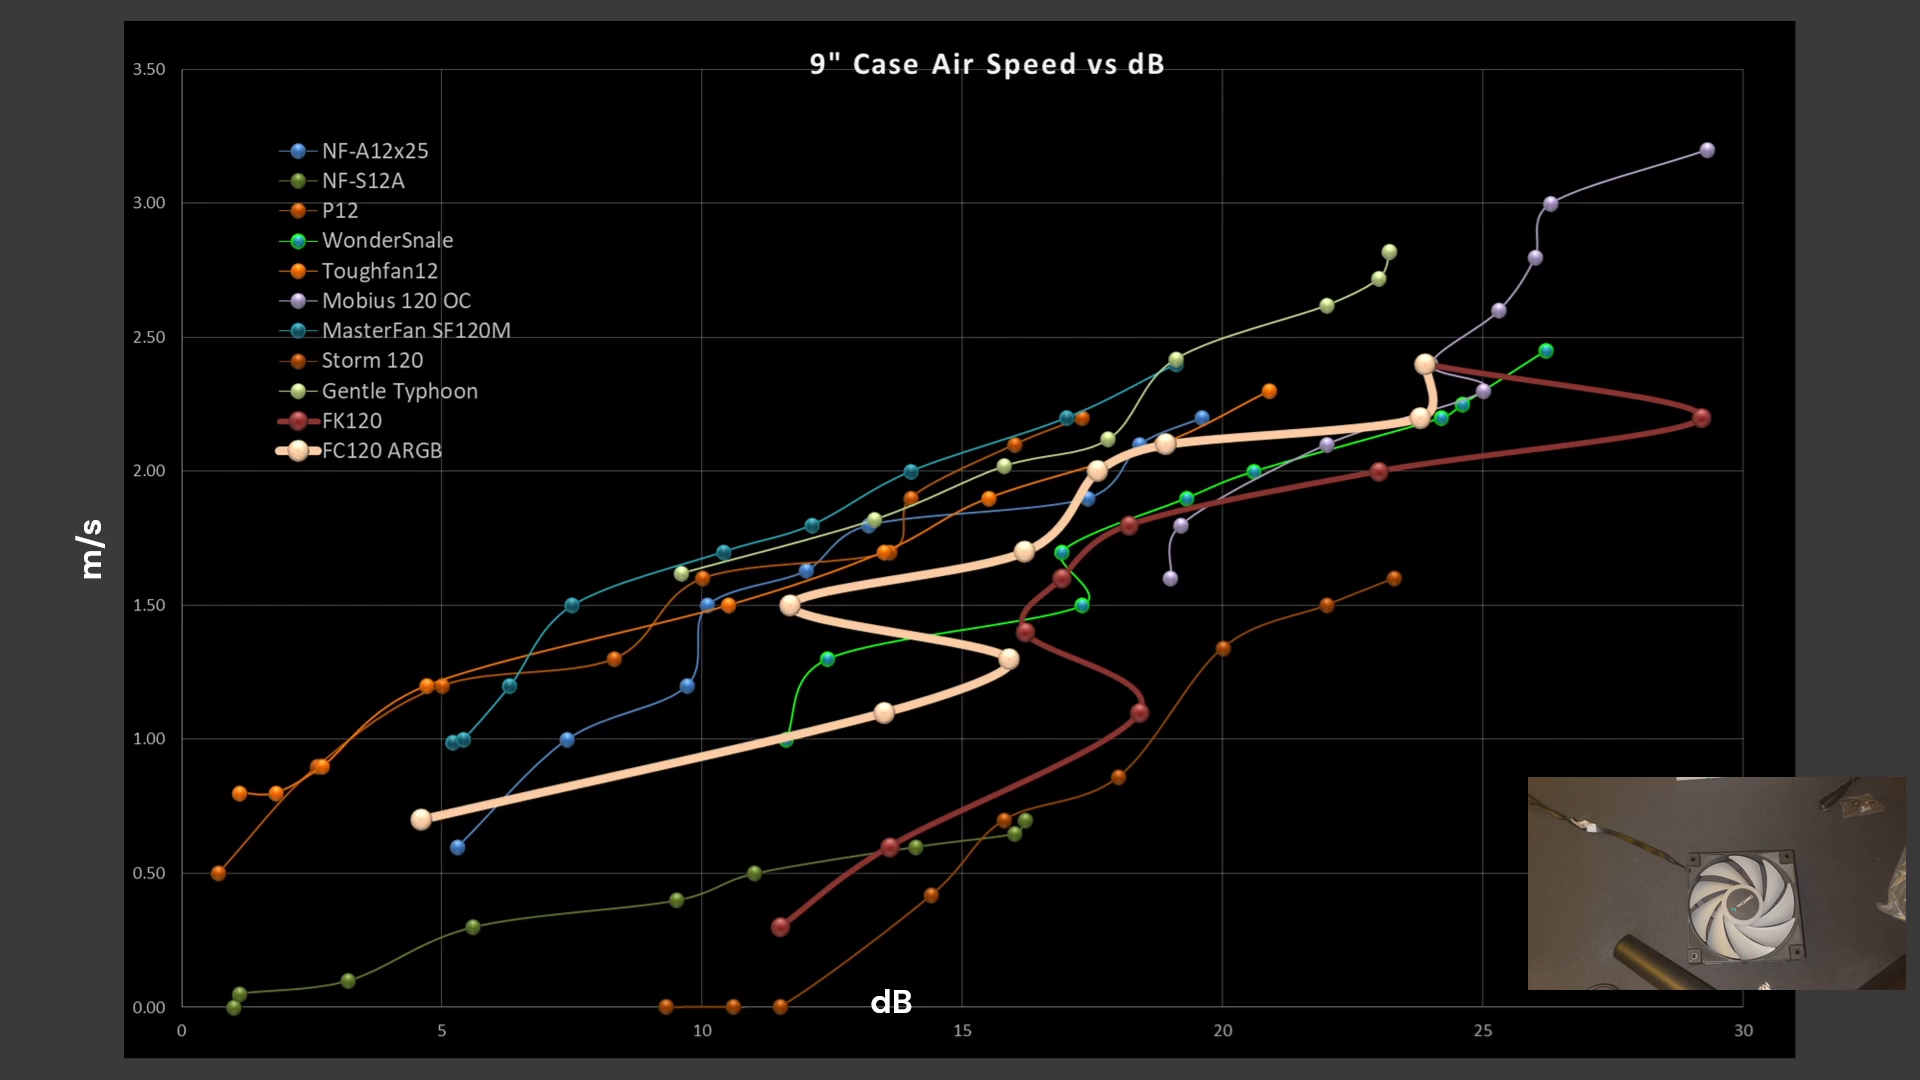 9" Case Air Speed vs dB
3.50
3.00
2.50
2.00
1.50
1.00
0.50
0.00
NF-A12x25
NF-S12A
P12
WonderSnale
Toughfan12
Mobius 120 OC
MasterFan SF120M
Storm 120
Gentle Typhoon
FK120
FC120 ARGB
m/s
dB
0 5 10 15 20 25 30